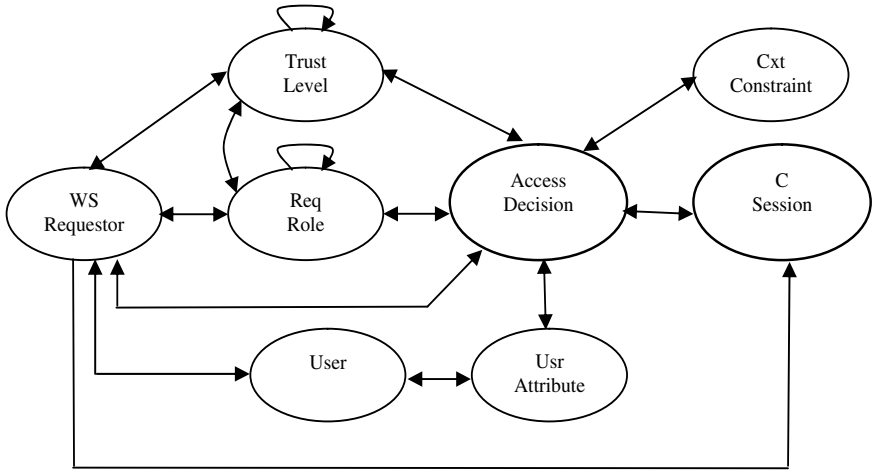 Trust
Level
Cxt
Constraint
WS
Requestor
Req
Role
Access
Decision
C
Session
User
Usr
Attribute